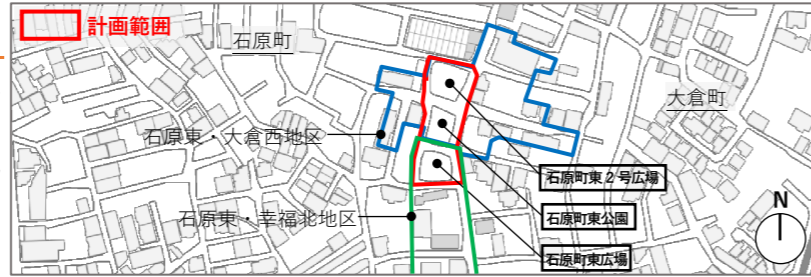 計画範囲
石原町
大倉町
石原東・大倉西地区
石原町東2号広場
石原東・幸福北地区
石原町東公園
石原町東広場
N